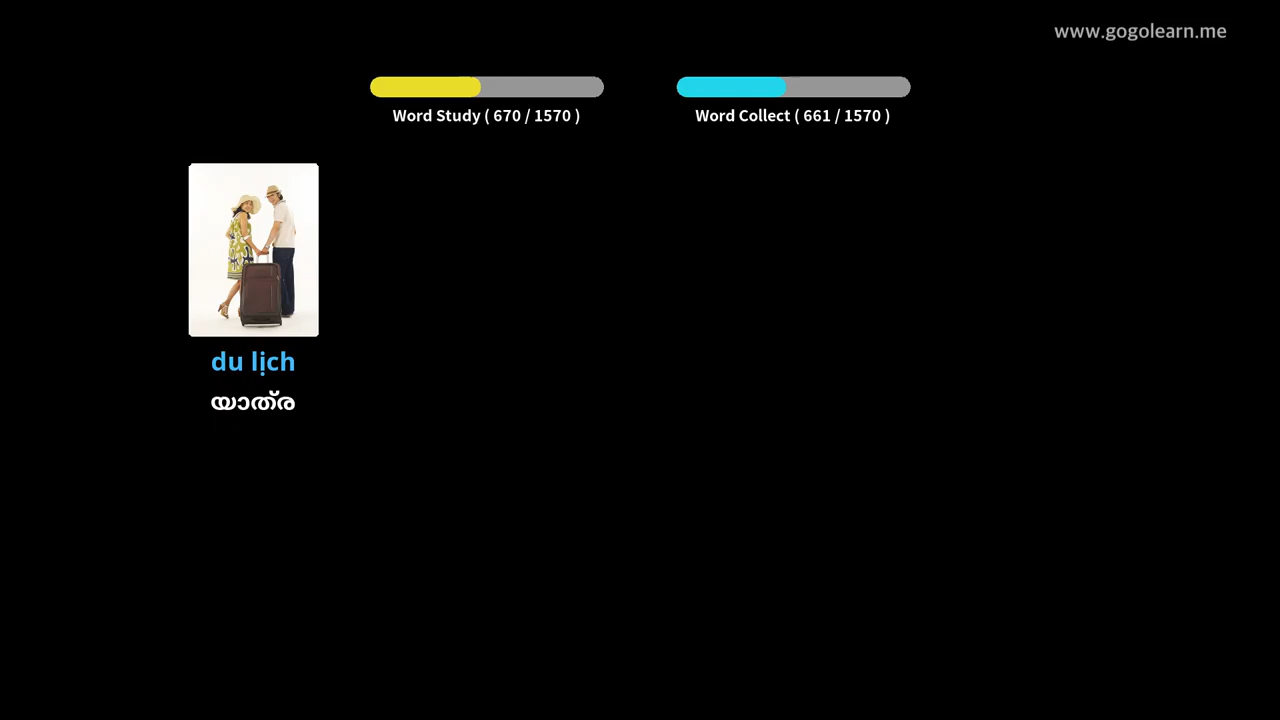 www.gogolearn.me
Word Study ( 670 / 1570 )
Word Collect ( 661 / 1570 )
du lịch
യാത്ര